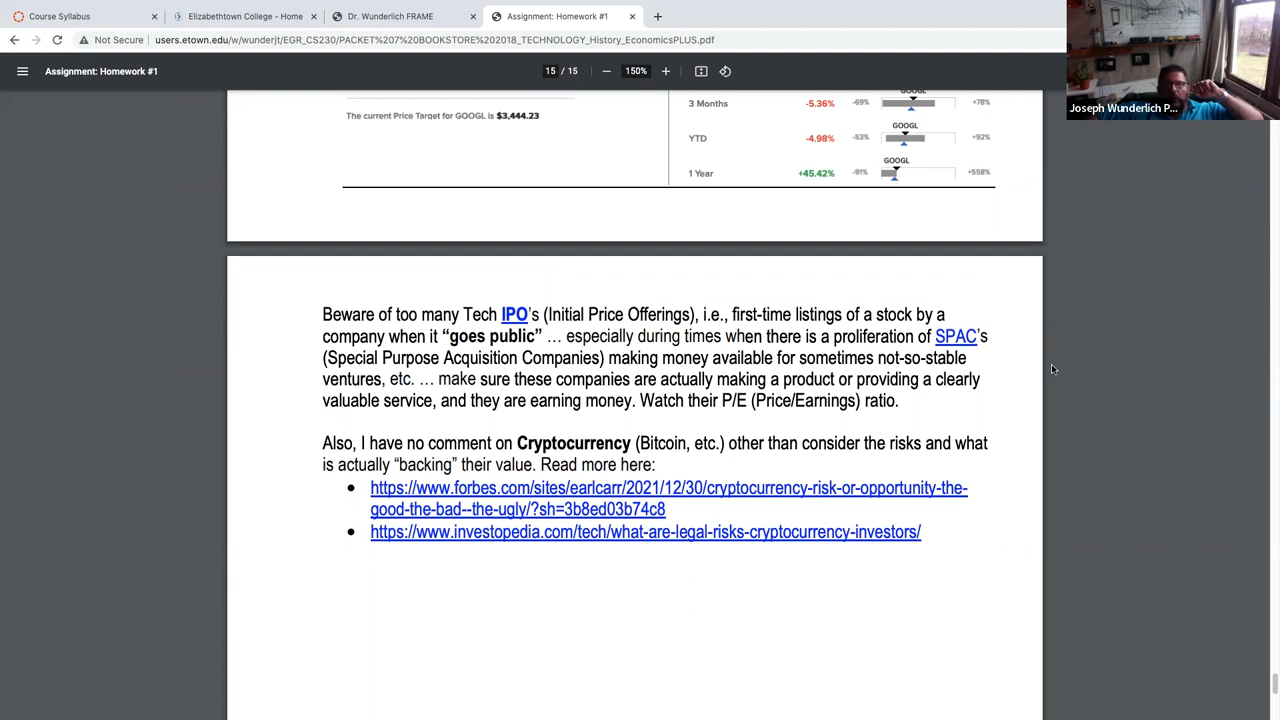 Course Syllabus
Elizabethtown College - Home
Dr. Wunderlich FRAME
Assignment: Homework #1
Not Secure
users.etown.edu/w/wunderjt/EGR_CS230/PACKET%207%20BOOKSTORE%202018_TECHNOLOGY_History_EconomicsPLUS.pdf
Assignment: Homework #1
15 / 15
150%
Joseph Wunderlich P...
GOOGL
3 Months -5.36% -69% +78%
The current Price Target for GOOGL is $3,444.23
GOOGL
YTD -4.98% -53% +92%
GOOGL
1 Year +45.42% -91% +558%
Beware of too many Tech IPO's (Initial Price Offerings), i.e., first-time listings of a stock by a
company when it “goes public” … especially during times when there is a proliferation of SPAC's
(Special Purpose Acquisition Companies) making money available for sometimes not-so-stable
ventures, etc. … make sure these companies are actually making a product or providing a clearly
valuable service, and they are earning money. Watch their P/E (Price/Earnings) ratio.
Also, I have no comment on Cryptocurrency (Bitcoin, etc.) other than consider the risks and what
is actually “backing” their value. Read more here:
• https://www.forbes.com/sites/earlcarr/2021/12/30/cryptocurrency-risk-or-opportunity-the-
good-the-bad--the-ugly/?sh=3b8ed03b74c8
• https://www.investopedia.com/tech/what-are-legal-risks-cryptocurrency-investors/